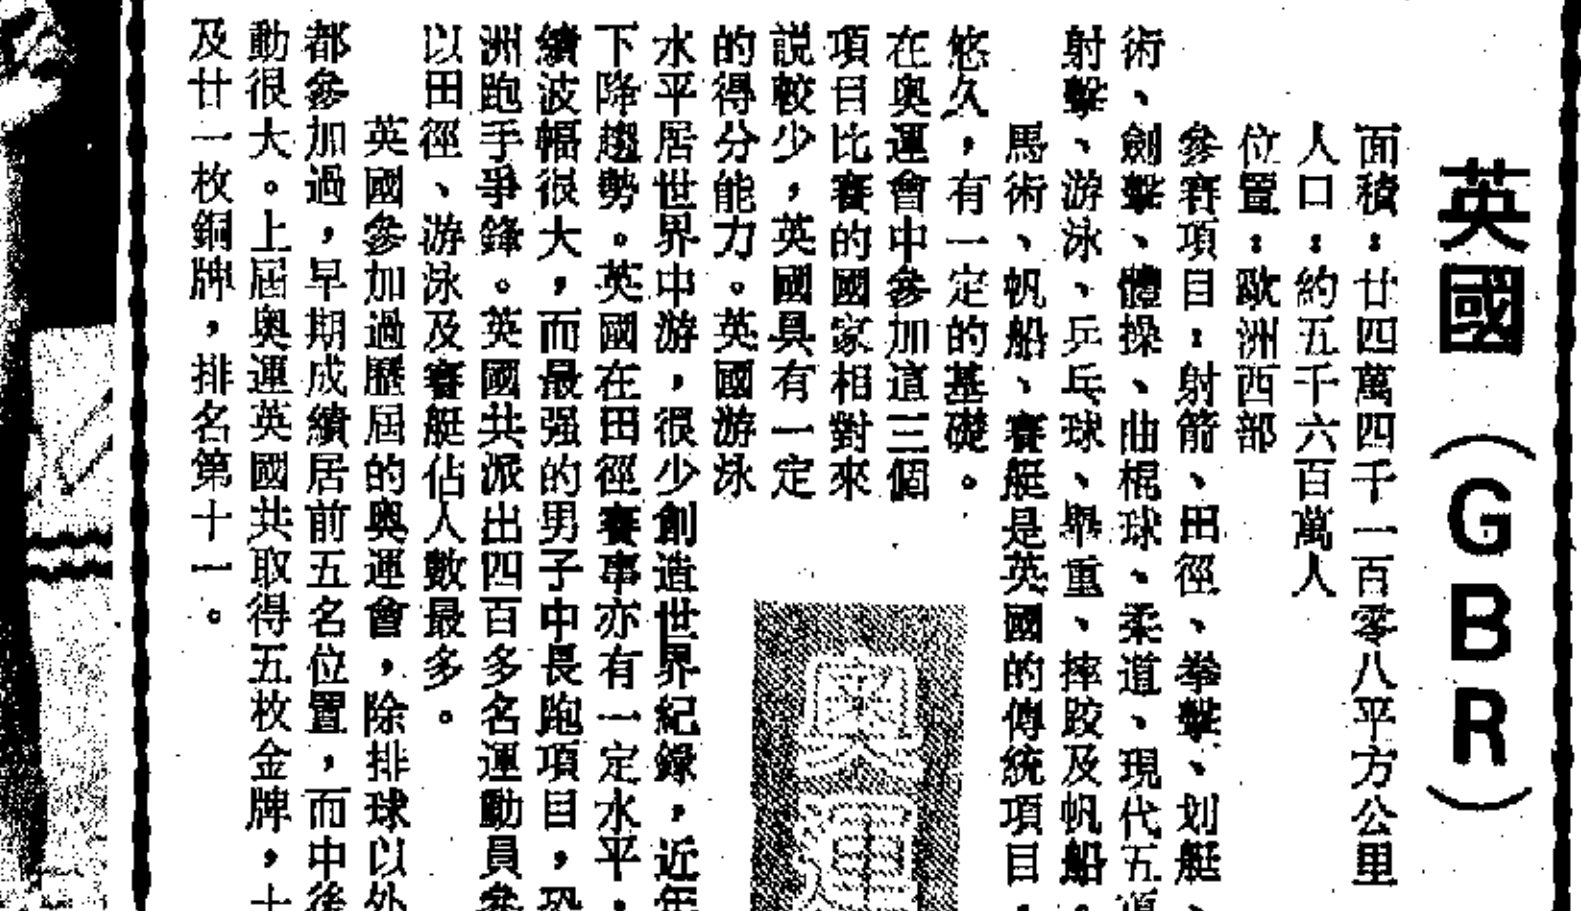 英國（GBR）
面積：廿四萬四千一百零八平方公里
人口：約五千六百萬人
位置：歐洲西部
參賽項目：射箭、田徑、拳擊、划艇、
術、劍擊、體操、曲棍球、柔道、現代五項
射擊、游泳、乒乓球、舉重、摔跤及帆船。
馬術、帆船、賽艇是英國的傳統項目，
悠久，有一定的基礎。
在奧運會中參加這三個
項目比賽的國家相對來
説較少，英國具有一定
的得分能力。英國游泳
水平居世界中游，很少創造世界紀錄，近年
下降趨勢。英國在田徑賽事亦有一定水平，
績波幅很大，而最强的男子中長跑項目，恐
洲跑手爭鋒。英國共派出四百多名運動員參
以田徑、游泳及賽艇佔人數最多。
英國參加過歷屆的奧運會，除排球以外
都參加過，早期成績居前五名位置，而中後
動很大。上屆奧運英國共取得五枚金牌，
及廿一枚銅牌，排名第十一。
奧運